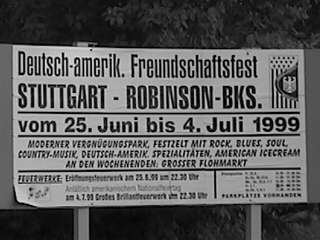 Deutsch-amerik. Freundschaftsfest
STUTTGART - ROBINSON-BKS.
vom 25. Juni bis 4. Juli 1999
MODERNER VERGNÜGUNGSPARK, FESTZELT MIT ROCK, BLUES, SOUL,
COUNTRY-MUSIK, DEUTSCH-AMERIK. SPEZIALITÄTEN, AMERICAN ICECREAM
AN DEN WOCHENENDEN: GROSSER FLOHMARKT
FEUERWERKE: Eröffnungsfeuerwerk am 25.6.99 um 22.30 Uhr
Anläßlich amerikanischem Nationalfeiertag
am 4.7.99 Großes Brillantfeuerwerk um 22.30 Uhr
PARKPLÄTZE VORHANDEN